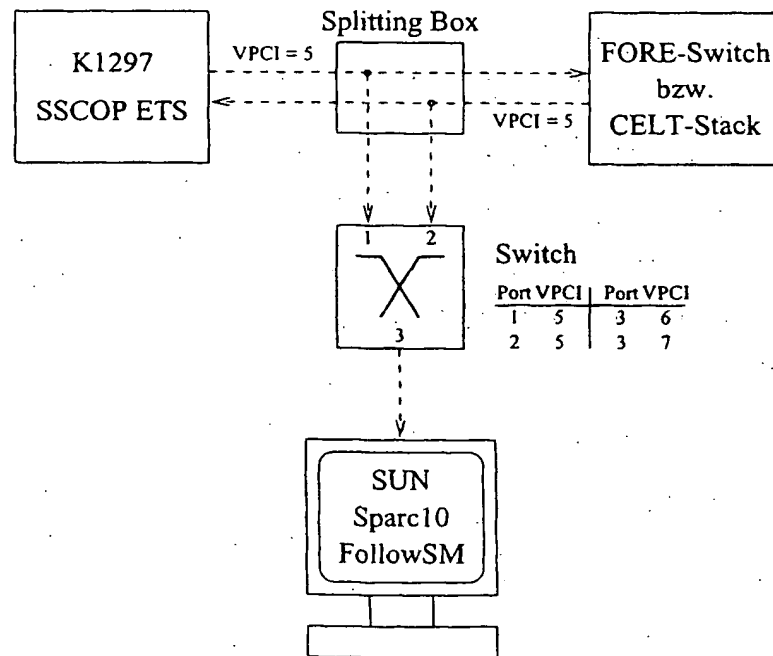 Splitting Box
K1297
SSCOP ETS
VPCI = 5
VPCI = 5
FORE-Switch
bzw.
CELT-Stack
1 2
3
Switch
Port VPCI Port VPCI
1 5 3 6
2 5 3 7
SUN
Sparc10
FollowSM